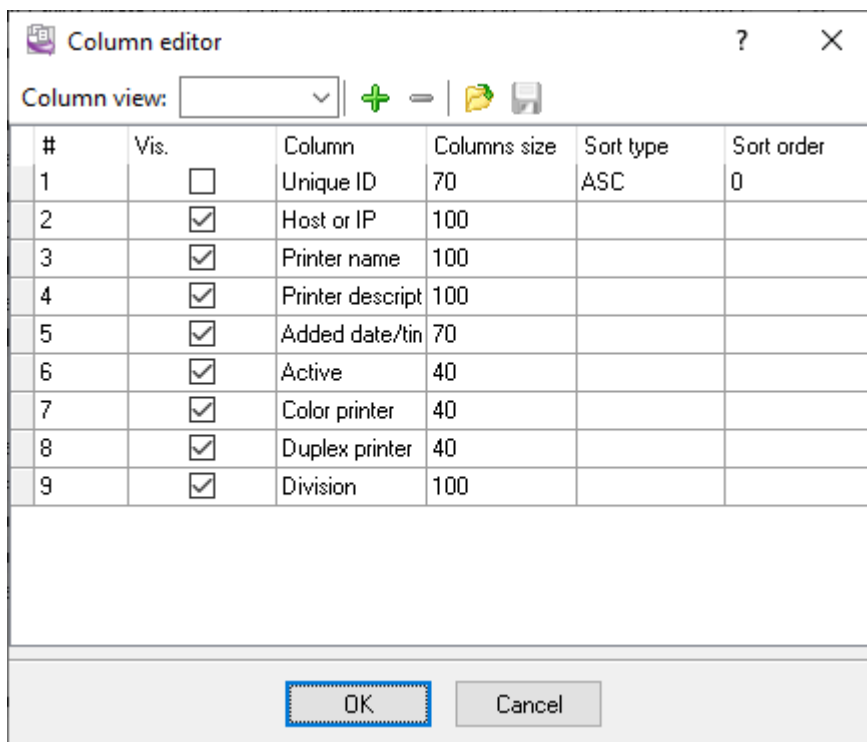 Column editor ?
Column view:
# Vis. Column Columns size Sort type Sort order
1 Unique ID 70 ASC 0
2 Host or IP 100
3 Printer name 100
4 Printer descript 100
5 Added date/tin 70
6 Active 40
7 Color printer 40
8 Duplex printer 40
9 Division 100
OK Cancel